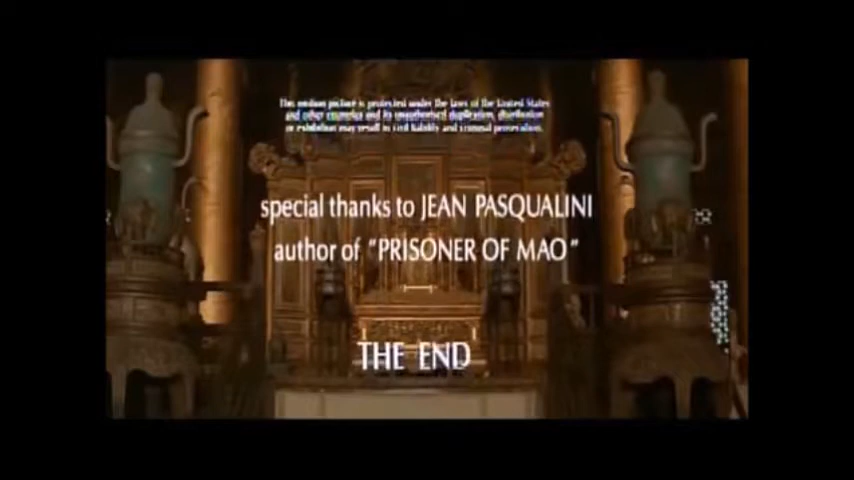 This motion picture is protected under the laws of the United States
and other countries and its unauthorised duplication, distribution
or exhibition may result in civil liability and criminal prosecution.
special thanks to JEAN PASQUALINI
author of "PRISONER OF MAO"
THE END